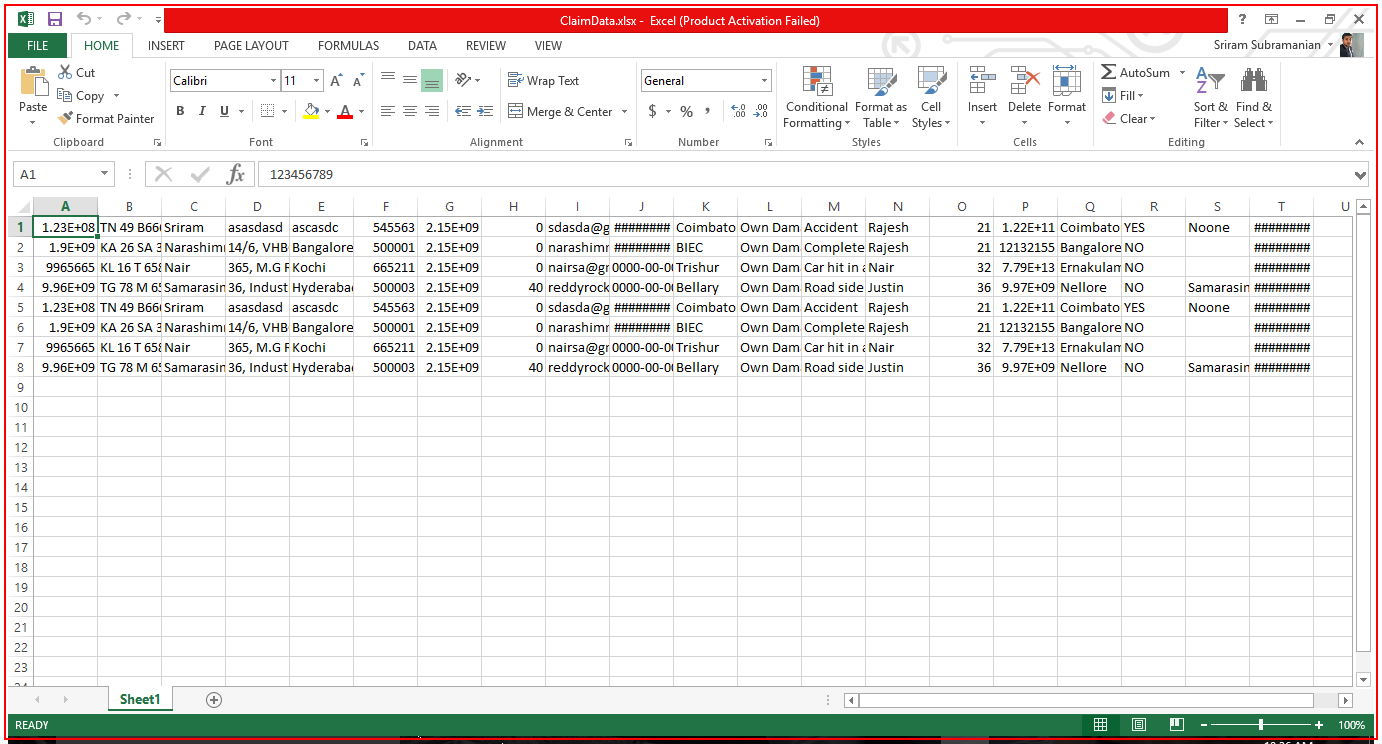 ClaimData.xlsx - Excel (Product Activation Failed)
?
FILE HOME INSERT PAGE LAYOUT FORMULAS DATA REVIEW VIEW Sriram Subramanian
Paste Cut Copy Format Painter
Clipboard
Calibri 11 A A
B I U A
Font
Wrap Text
Merge & Center
Alignment
General
$ % ,
Number
Conditional Formatting Format as Table Cell Styles
Styles
Insert Delete Format
Cells
AutoSum Fill Clear Sort & Filter Find & Select
Editing
A1 fx 123456789
A B C D E F G H I J K L M N O P Q R S T U
1 1.23E+08 TN 49 B66 Sriram asasdasd ascasdc 545563 2.15E+09 0 sdasda@g ######## Coimbato Own Dam Accident Rajesh 21 1.22E+11 Coimbato YES Noone ########
2 1.9E+09 KA 26 SA 3 Narashimr 14/6, VHB Bangalore 500001 2.15E+09 0 narashimr ######## BIEC Own Dam Complete Rajesh 21 12132155 Bangalore NO ########
3 9965665 KL 16 T 658 Nair 365, M.G R Kochi 665211 2.15E+09 0 nairsa@gr 0000-00-00 Trishur Own Dam Car hit in a Nair 32 7.79E+13 Ernakulam NO ########
4 9.96E+09 TG 78 M 65 Samarasin 36, Indust Hyderabad 500003 2.15E+09 40 reddyrock 0000-00-00 Bellary Own Dam Road side Justin 36 9.97E+09 Nellore NO Samarasin ########
5 1.23E+08 TN 49 B66 Sriram asasdasd ascasdc 545563 2.15E+09 0 sdasda@g ######## Coimbato Own Dam Accident Rajesh 21 1.22E+11 Coimbato YES Noone ########
6 1.9E+09 KA 26 SA 3 Narashimr 14/6, VHB Bangalore 500001 2.15E+09 0 narashimr ######## BIEC Own Dam Complete Rajesh 21 12132155 Bangalore NO ########
7 9965665 KL 16 T 658 Nair 365, M.G R Kochi 665211 2.15E+09 0 nairsa@gr 0000-00-00 Trishur Own Dam Car hit in a Nair 32 7.79E+13 Ernakulam NO ########
8 9.96E+09 TG 78 M 65 Samarasin 36, Indust Hyderabad 500003 2.15E+09 40 reddyrock 0000-00-00 Bellary Own Dam Road side Justin 36 9.97E+09 Nellore NO Samarasin ########
9
10
11
12
13
14
15
16
17
18
19
20
21
22
23
Sheet1
READY 100%